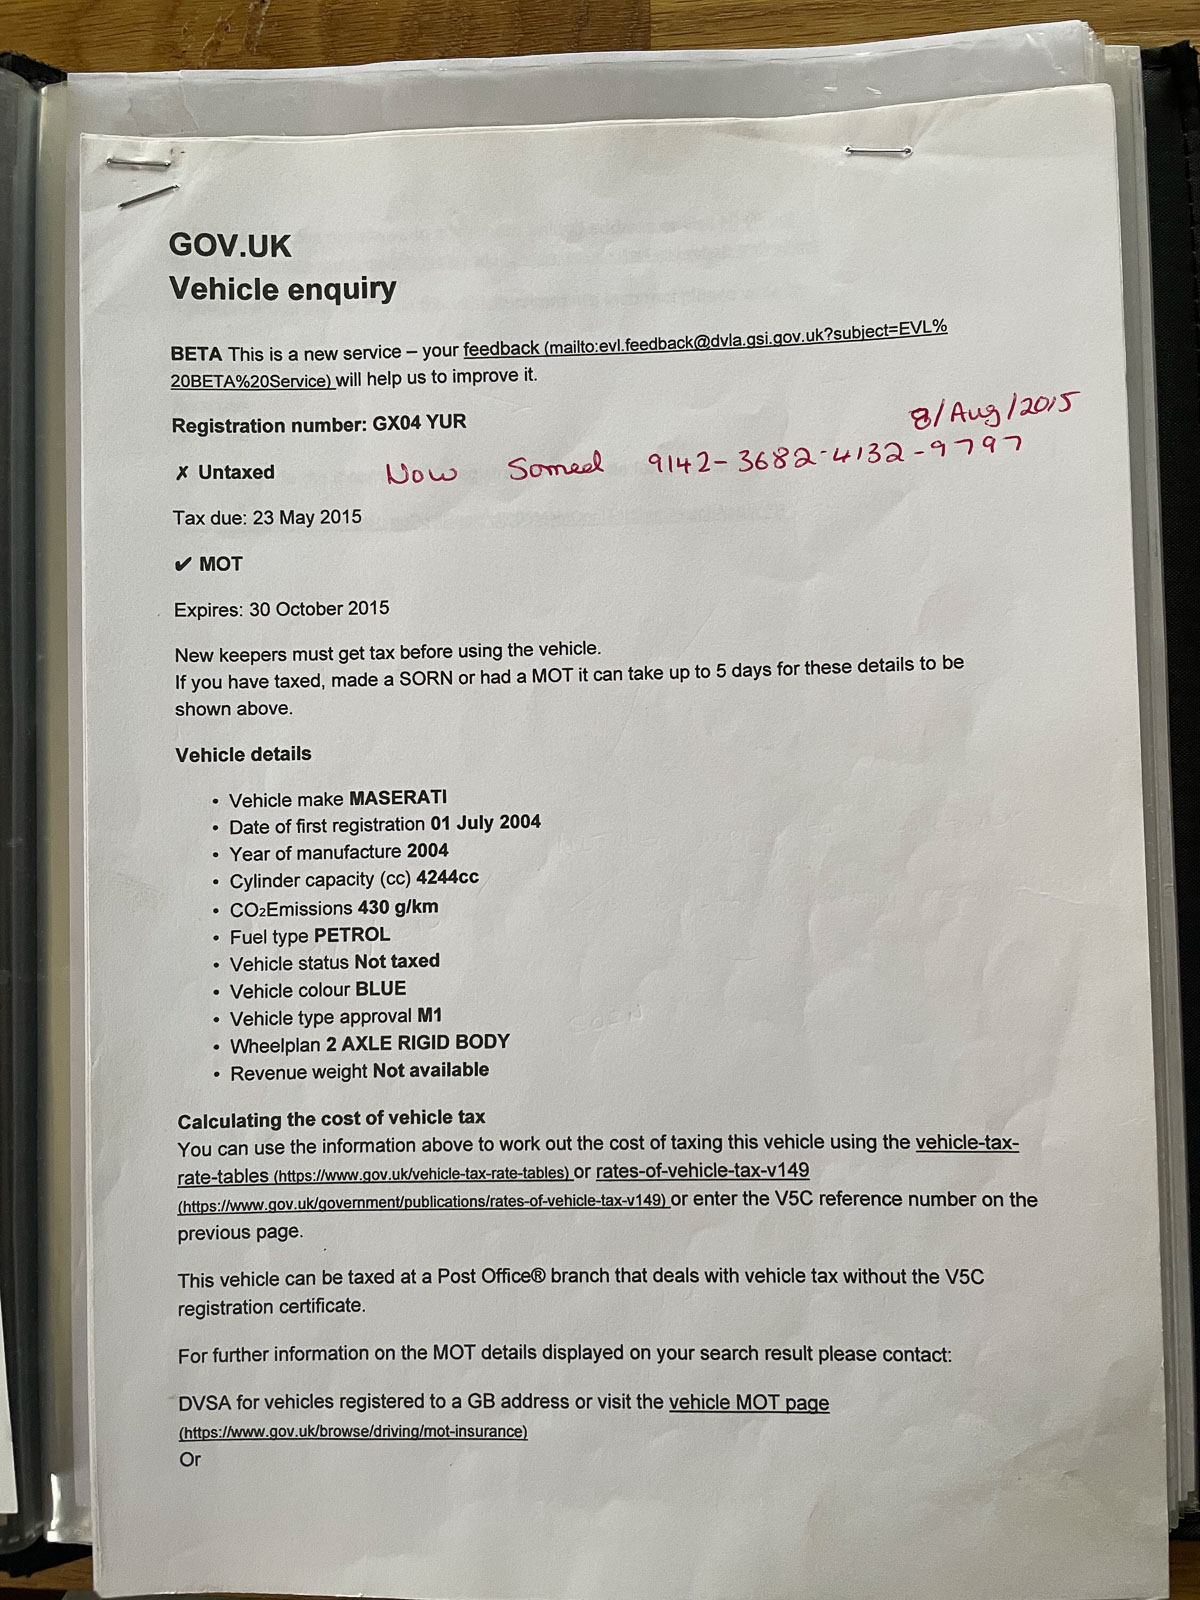 GOV.UK
Vehicle enquiry
BETA This is a new service – your feedback (mailto:evl.feedback@dvla.gsi.gov.uk?subject=EVL%
20BETA%20Service) will help us to improve it.
8/Aug/2015
Registration number: GX04 YUR
✗ Untaxed Now Sorned 9142-3682-4132-9797
Tax due: 23 May 2015
✔ MOT
Expires: 30 October 2015
New keepers must get tax before using the vehicle.
If you have taxed, made a SORN or had a MOT it can take up to 5 days for these details to be
shown above.
Vehicle details
• Vehicle make MASERATI
• Date of first registration 01 July 2004
• Year of manufacture 2004
• Cylinder capacity (cc) 4244cc
• CO₂Emissions 430 g/km
• Fuel type PETROL
• Vehicle status Not taxed
• Vehicle colour BLUE
• Vehicle type approval M1
• Wheelplan 2 AXLE RIGID BODY
• Revenue weight Not available
Calculating the cost of vehicle tax
You can use the information above to work out the cost of taxing this vehicle using the vehicle-tax-
rate-tables (https://www.gov.uk/vehicle-tax-rate-tables) or rates-of-vehicle-tax-v149
(https://www.gov.uk/government/publications/rates-of-vehicle-tax-v149) or enter the V5C reference number on the
previous page.
This vehicle can be taxed at a Post Office® branch that deals with vehicle tax without the V5C
registration certificate.
For further information on the MOT details displayed on your search result please contact:
DVSA for vehicles registered to a GB address or visit the vehicle MOT page
(https://www.gov.uk/browse/driving/mot-insurance)
Or